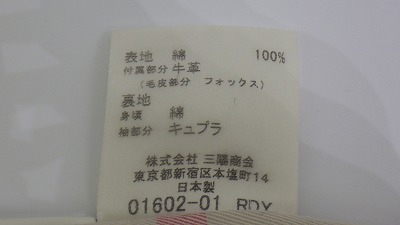 表地 綿 100%
付属部分 牛革
(毛皮部分 フォックス)
裏地
身頃 綿
袖部分 キュプラ
株式会社 三陽商会
東京都新宿区本塩町14
日本製
01602-01 RDY